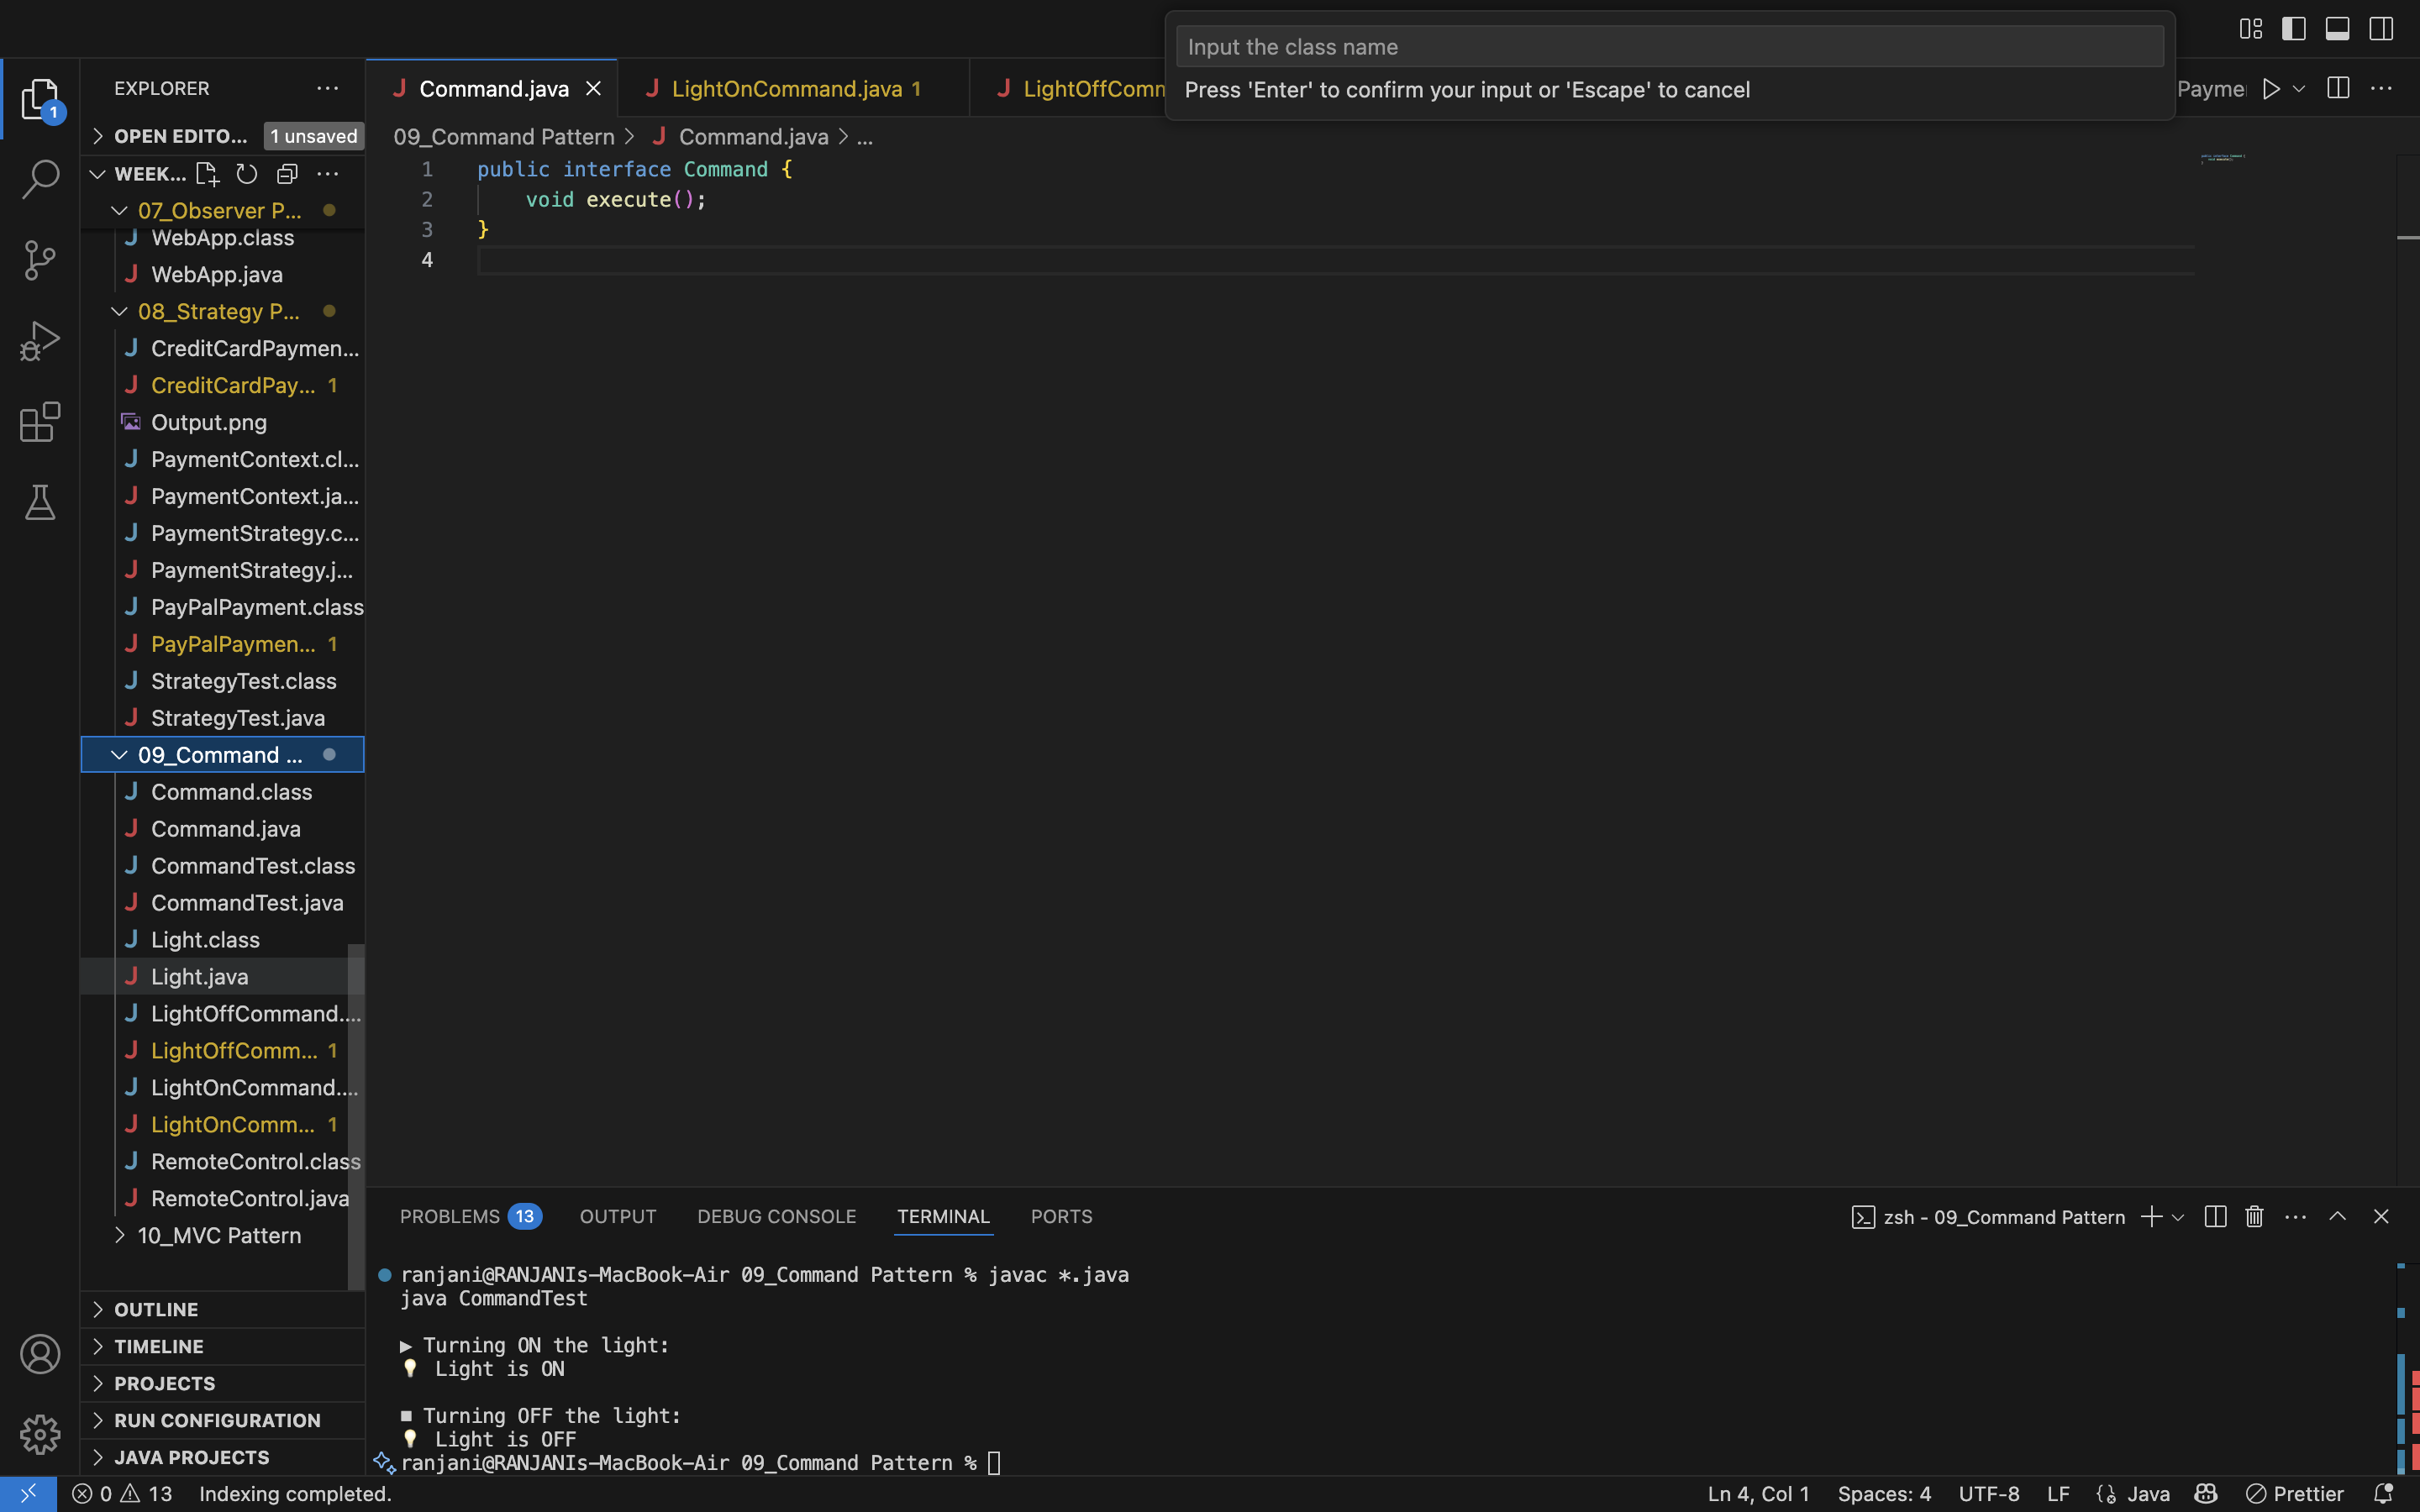 Input the class name
Press 'Enter' to confirm your input or 'Escape' to cancel
EXPLORER
OPEN EDITO... 1 unsaved
WEEK...
07_Observer P...
WebApp.class
WebApp.java
08_Strategy P...
CreditCardPaymen...
CreditCardPay... 1
Output.png
PaymentContext.cl...
PaymentContext.ja...
PaymentStrategy.c...
PaymentStrategy.j...
PayPalPayment.class
PayPalPaymen... 1
StrategyTest.class
StrategyTest.java
09_Command ...
Command.class
Command.java
CommandTest.class
CommandTest.java
Light.class
Light.java
LightOffCommand....
LightOffComm... 1
LightOnCommand....
LightOnComm... 1
RemoteControl.class
RemoteControl.java
10_MVC Pattern
OUTLINE
TIMELINE
PROJECTS
RUN CONFIGURATION
JAVA PROJECTS
1
Command.java
LightOnCommand.java 1
LightOffComm
Payme
09_Command Pattern > Command.java > ...
1 public interface Command {
2 void execute();
3 }
4
PROBLEMS 13 OUTPUT DEBUG CONSOLE TERMINAL PORTS
zsh - 09_Command Pattern
ranjani@RANJANIs-MacBook-Air 09_Command Pattern % javac *.java
java CommandTest
▶ Turning ON the light:
💡 Light is ON
■ Turning OFF the light:
💡 Light is OFF
ranjani@RANJANIs-MacBook-Air 09_Command Pattern %
0 13 Indexing completed.
Ln 4, Col 1 Spaces: 4 UTF-8 LF Java Prettier